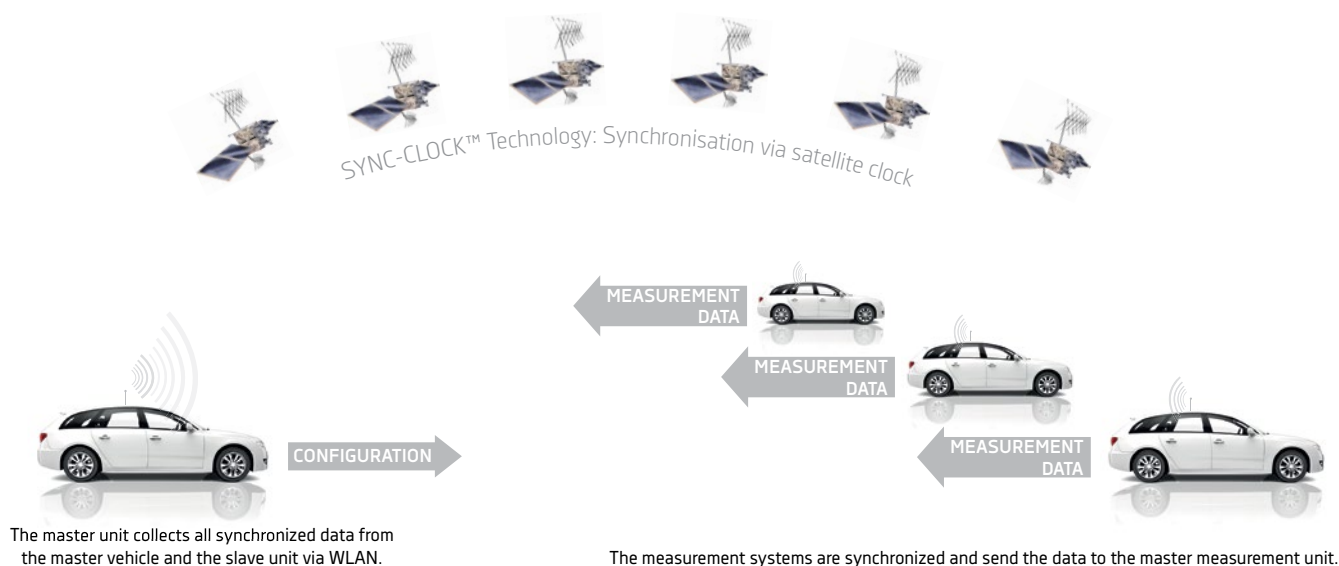 SYNC-CLOCK™ Technology: Synchronisation via satellite clock
MEASUREMENT
DATA
MEASUREMENT
DATA
MEASUREMENT
DATA
CONFIGURATION
The master unit collects all synchronized data from
the master vehicle and the slave unit via WLAN.
The measurement systems are synchronized and send the data to the master measurement unit.